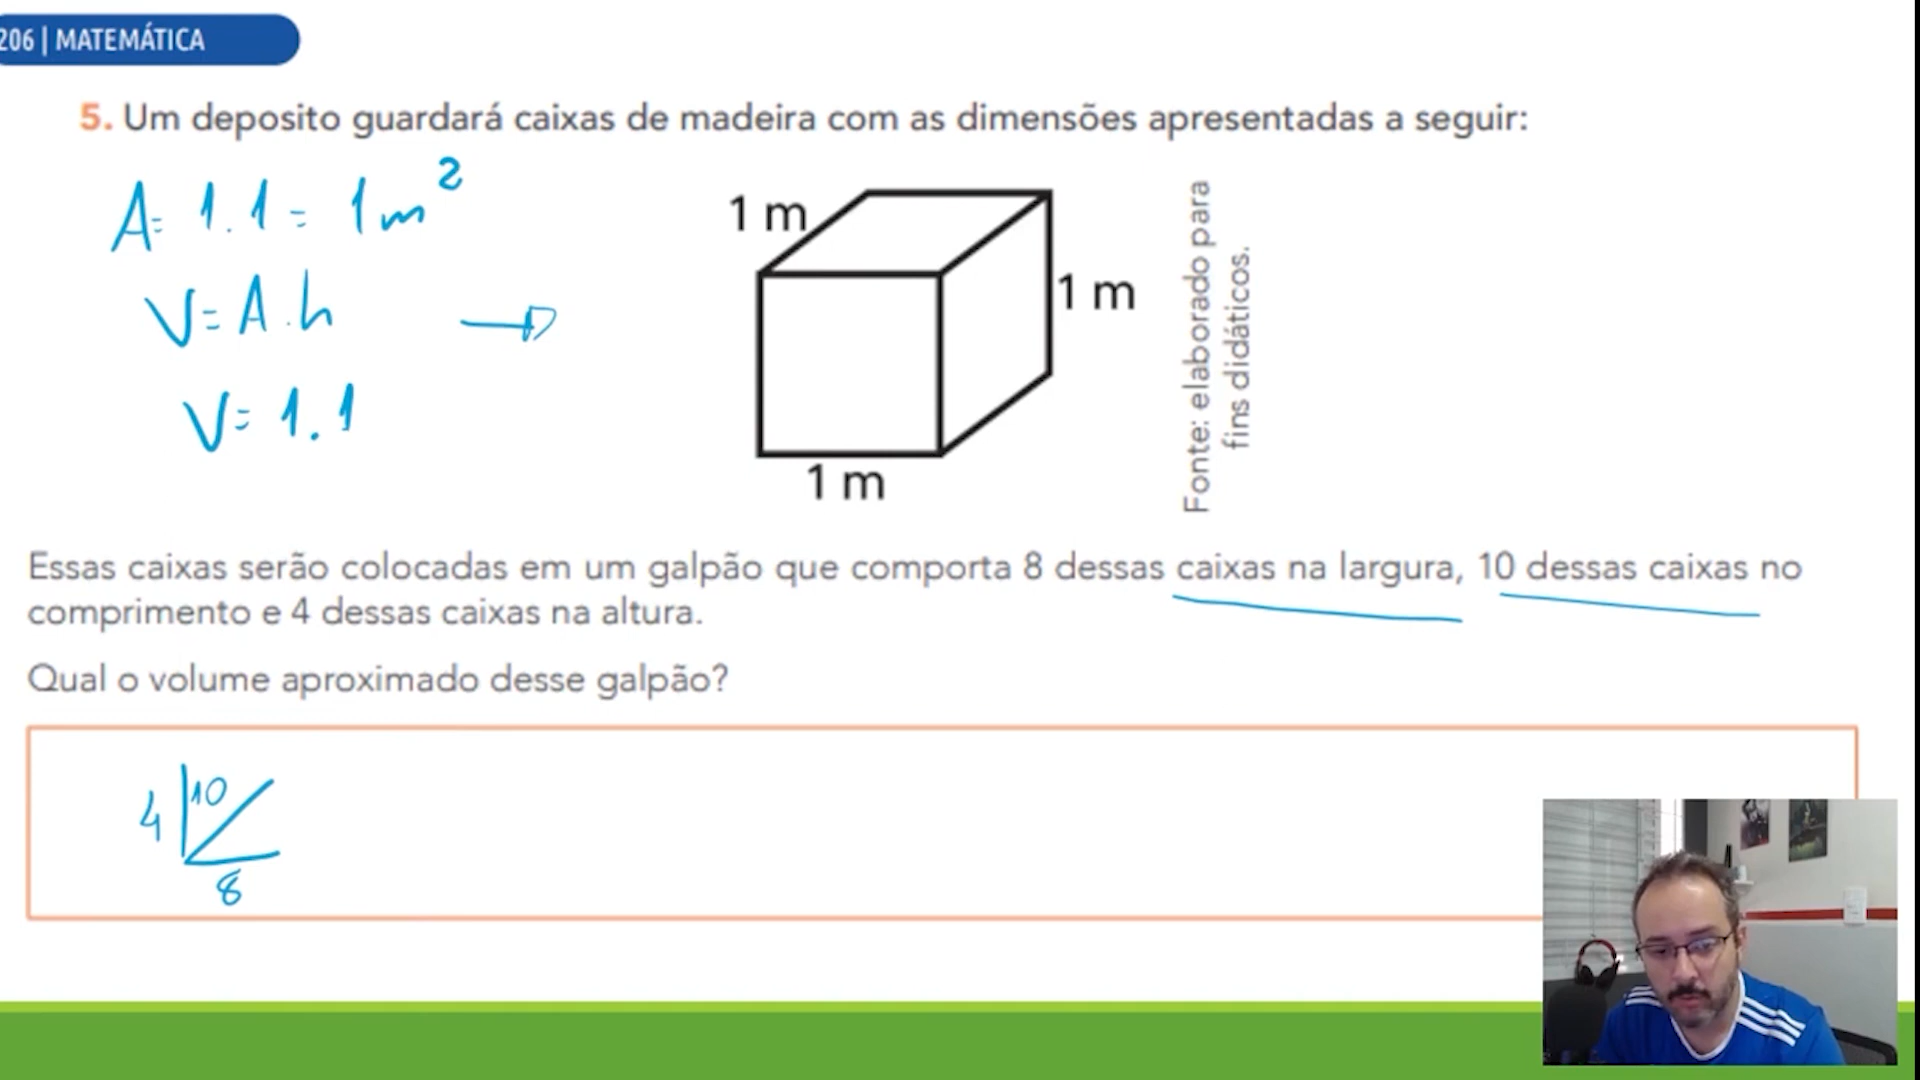 206 | MATEMÁTICA
5. Um deposito guardará caixas de madeira com as dimensões apresentadas a seguir:
A= 1.1 = 1m²
V= A.h
V= 1.1
1 m
1 m
1 m
Fonte: elaborado para
fins didáticos.
Essas caixas serão colocadas em um galpão que comporta 8 dessas caixas na largura, 10 dessas caixas no
comprimento e 4 dessas caixas na altura.
Qual o volume aproximado desse galpão?
4
10
8